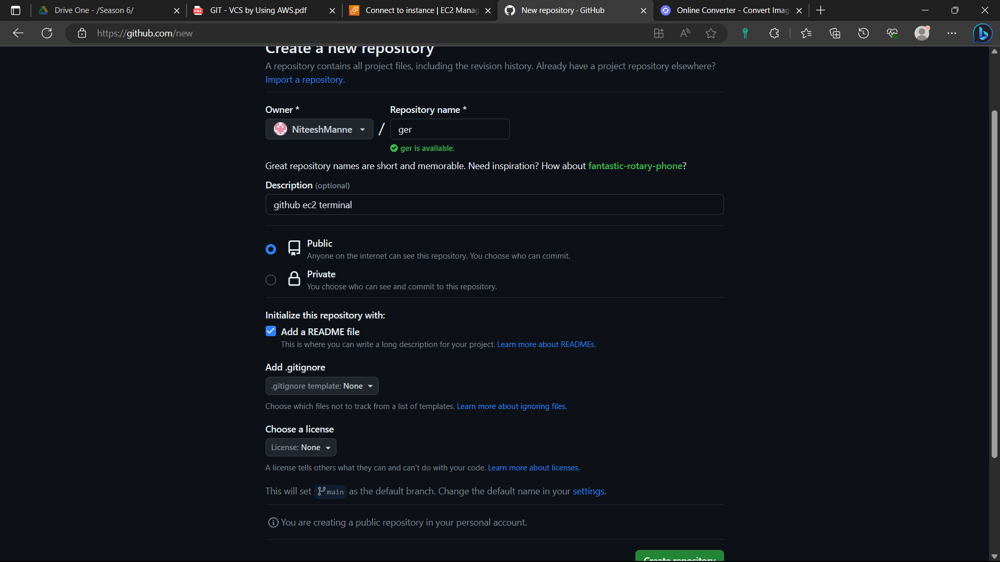 Drive One - /Season 6/
GIT - VCS by Using AWS.pdf
Connect to instance | EC2 Manag
New repository · GitHub
Online Converter - Convert Imag
https://github.com/new
Create a new repository
A repository contains all project files, including the revision history. Already have a project repository elsewhere?
Import a repository.
Owner *
Repository name *
NiteeshManne
/
ger
ger is available.
Great repository names are short and memorable. Need inspiration? How about fantastic-rotary-phone?
Description (optional)
github ec2 terminal
Public
Anyone on the internet can see this repository. You choose who can commit.
Private
You choose who can see and commit to this repository.
Initialize this repository with:
Add a README file
This is where you can write a long description for your project. Learn more about READMEs.
Add .gitignore
.gitignore template: None
Choose which files not to track from a list of templates. Learn more about ignoring files.
Choose a license
License: None
A license tells others what they can and can't do with your code. Learn more about licenses.
This will set main as the default branch. Change the default name in your settings.
You are creating a public repository in your personal account.
Create repository